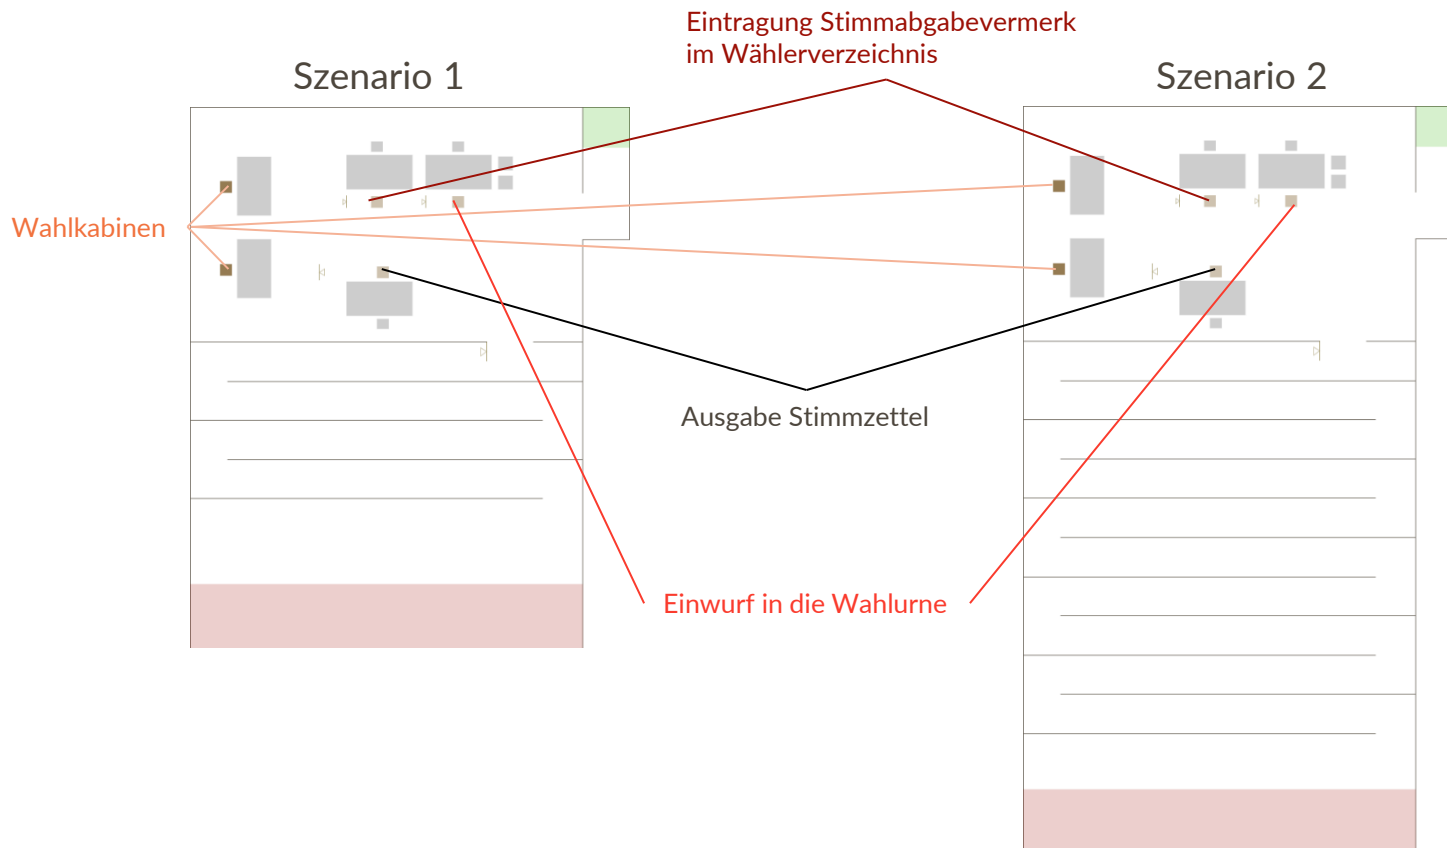 Eintragung Stimmabgabevermerk
im Wählerverzeichnis
Szenario 1
Szenario 2
Wahlkabinen
Ausgabe Stimmzettel
Einwurf in die Wahlurne